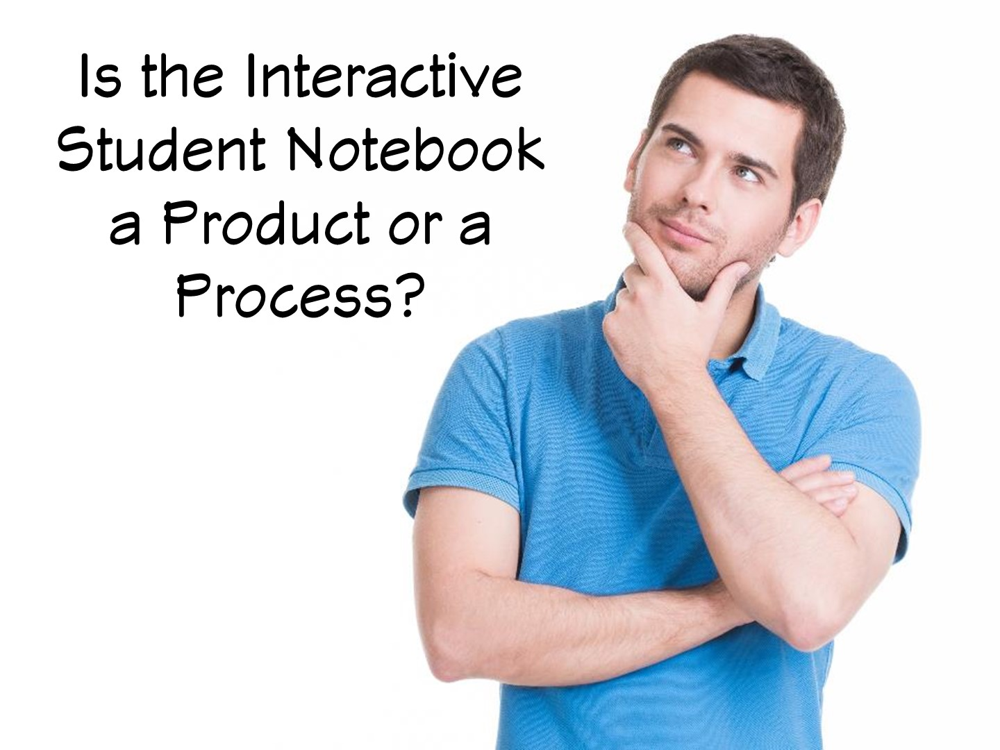 Is the Interactive
Student Notebook
a Product or a
Process?